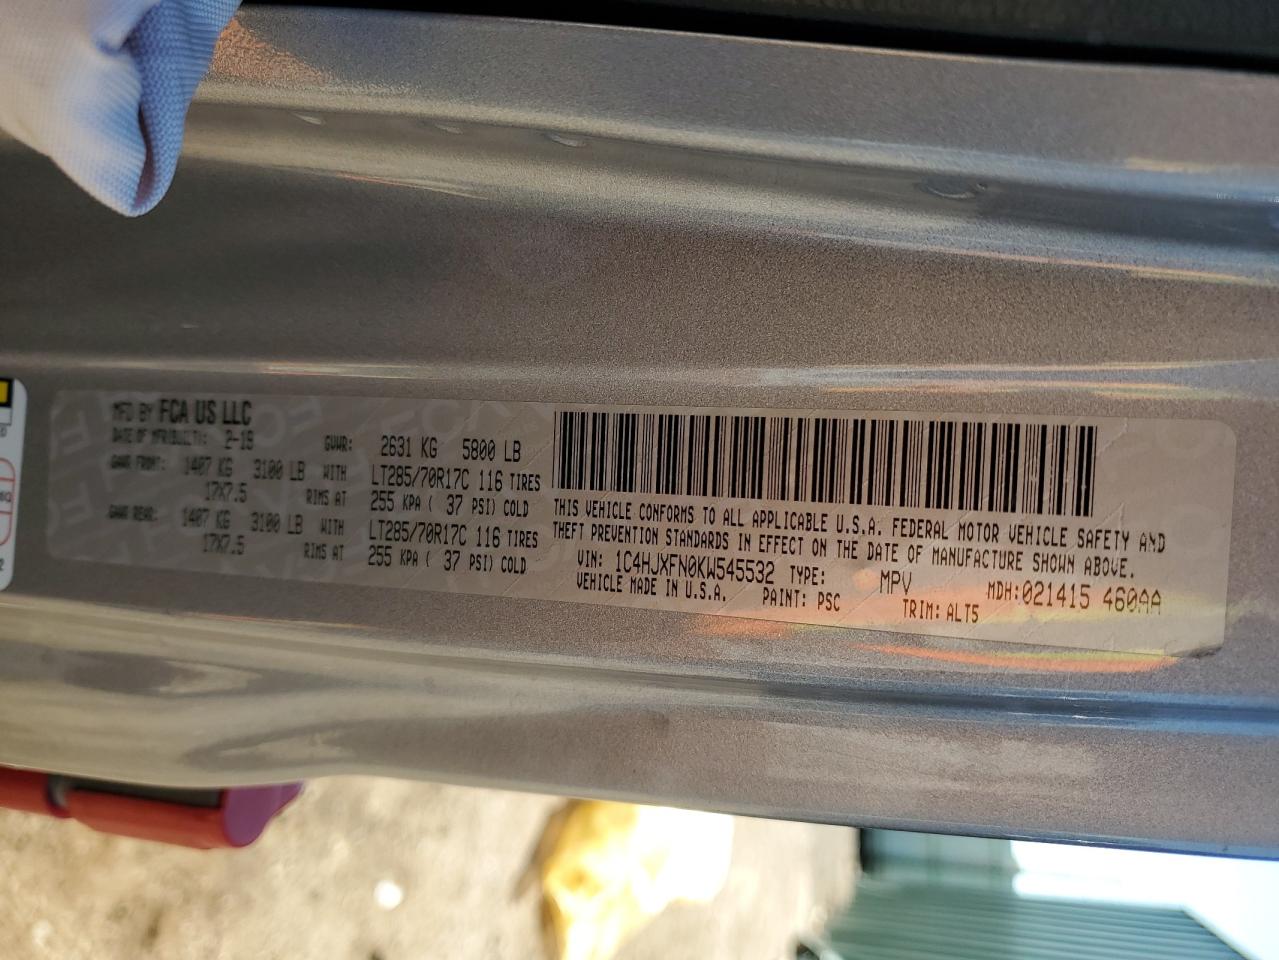 MFD BY FCA US LLC
DATE OF MFR(BUILT): 2-19 GVWR: 2631 KG 5800 LB
GAWR FRONT: 1407 KG 3100 LB WITH LT285/70R17C 116 TIRES
17X7.5 RIMS AT 255 KPA ( 37 PSI) COLD
GAWR REAR: 1407 KG 3100 LB WITH LT285/70R17C 116 TIRES
17X7.5 RIMS AT 255 KPA ( 37 PSI) COLD
THIS VEHICLE CONFORMS TO ALL APPLICABLE U.S.A. FEDERAL MOTOR VEHICLE SAFETY AND
THEFT PREVENTION STANDARDS IN EFFECT ON THE DATE OF MANUFACTURE SHOWN ABOVE.
VIN: 1C4HJXFN0KW545532 TYPE: MPV MDH:021415 460AA
VEHICLE MADE IN U.S.A. PAINT: PSC TRIM: ALT5